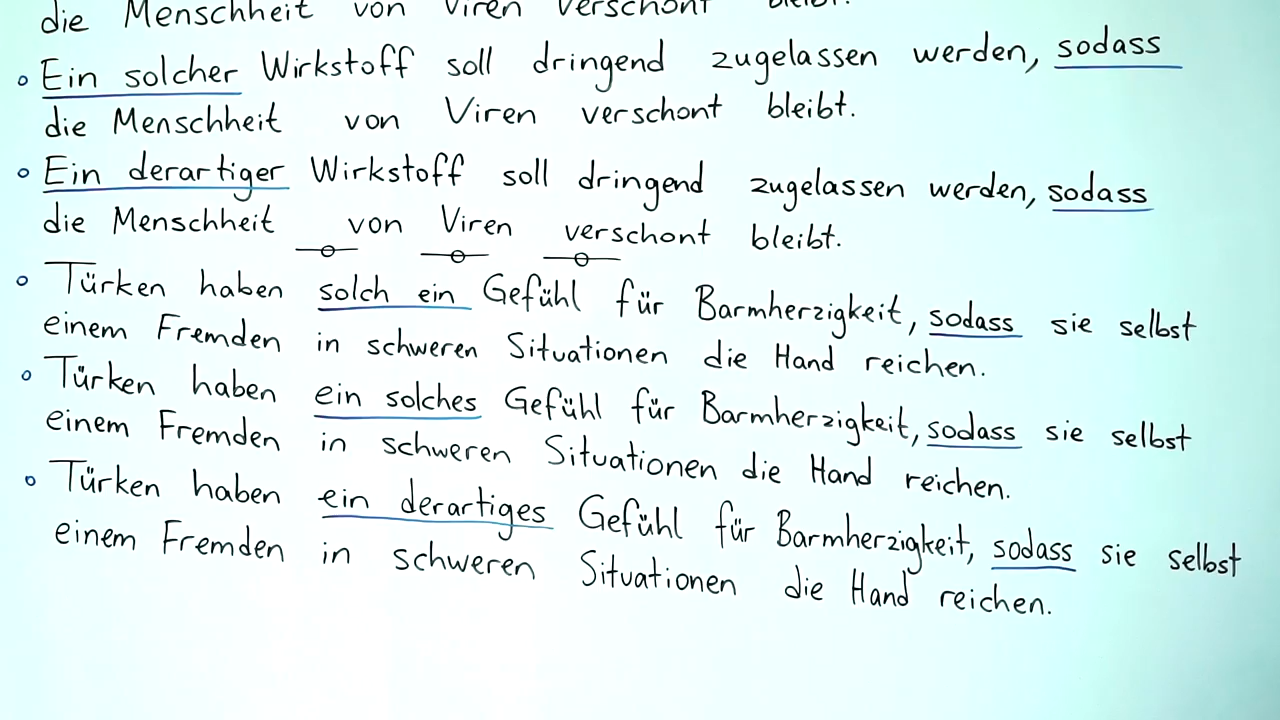 die Menschheit von Viren verschont bleibt.
◦ Ein solcher Wirkstoff soll dringend zugelassen werden, sodass
die Menschheit von Viren verschont bleibt.
◦ Ein derartiger Wirkstoff soll dringend zugelassen werden, sodass
die Menschheit von Viren verschont bleibt.
◦ Türken haben solch ein Gefühl für Barmherzigkeit, sodass sie selbst
einem Fremden in schweren Situationen die Hand reichen.
◦ Türken haben ein solches Gefühl für Barmherzigkeit, sodass sie selbst
einem Fremden in schweren Situationen die Hand reichen.
◦ Türken haben ein derartiges Gefühl für Barmherzigkeit, sodass sie selbst
einem Fremden in schweren Situationen die Hand reichen.